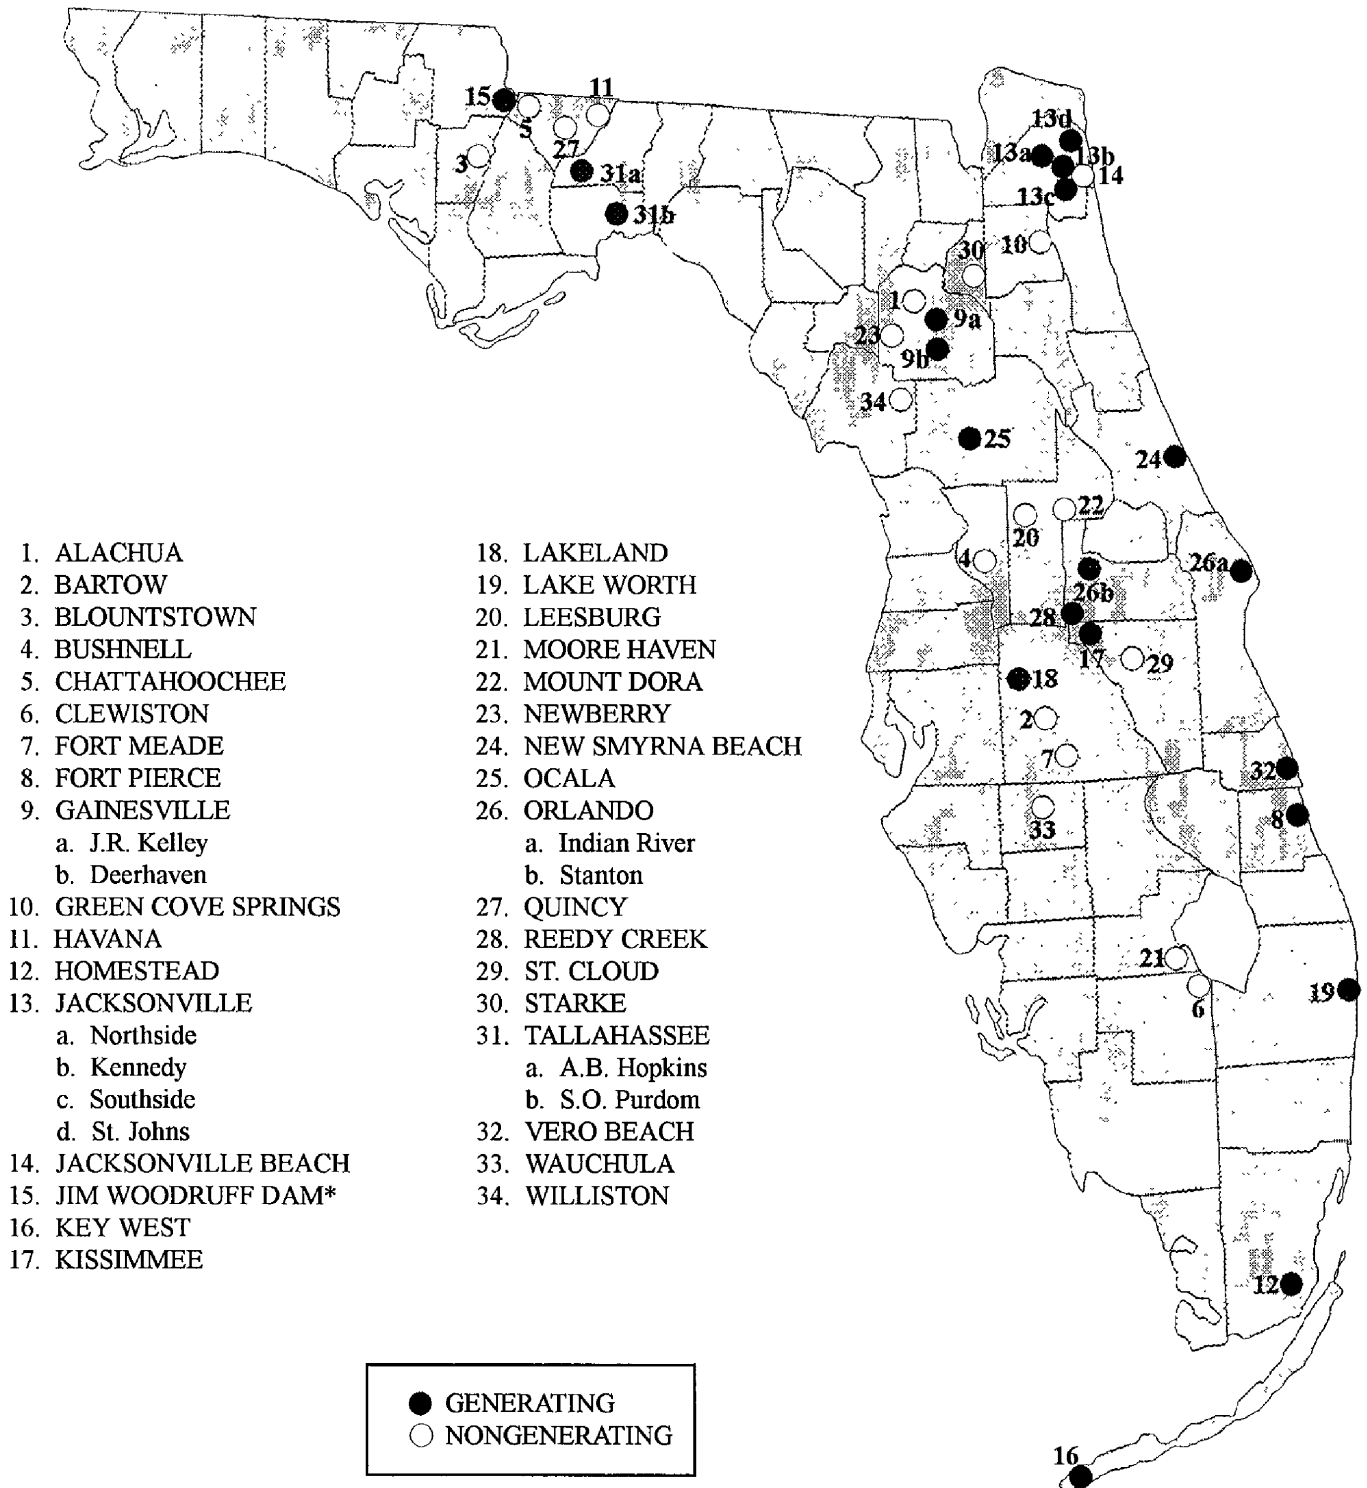 15
11
5
27
3
31a
31b
13d
13a
13b
14
13c
10
30
1
9a
23
9b
34
25
24
22
20
4
26a
26b
28
17
29
18
2
7
32
33
8
21
6
19
12
16
1. ALACHUA
2. BARTOW
3. BLOUNTSTOWN
4. BUSHNELL
5. CHATTAHOOCHEE
6. CLEWISTON
7. FORT MEADE
8. FORT PIERCE
9. GAINESVILLE
a. J.R. Kelley
b. Deerhaven
10. GREEN COVE SPRINGS
11. HAVANA
12. HOMESTEAD
13. JACKSONVILLE
a. Northside
b. Kennedy
c. Southside
d. St. Johns
14. JACKSONVILLE BEACH
15. JIM WOODRUFF DAM*
16. KEY WEST
17. KISSIMMEE
18. LAKELAND
19. LAKE WORTH
20. LEESBURG
21. MOORE HAVEN
22. MOUNT DORA
23. NEWBERRY
24. NEW SMYRNA BEACH
25. OCALA
26. ORLANDO
a. Indian River
b. Stanton
27. QUINCY
28. REEDY CREEK
29. ST. CLOUD
30. STARKE
31. TALLAHASSEE
a. A.B. Hopkins
b. S.O. Purdom
32. VERO BEACH
33. WAUCHULA
34. WILLISTON
GENERATING
NONGENERATING